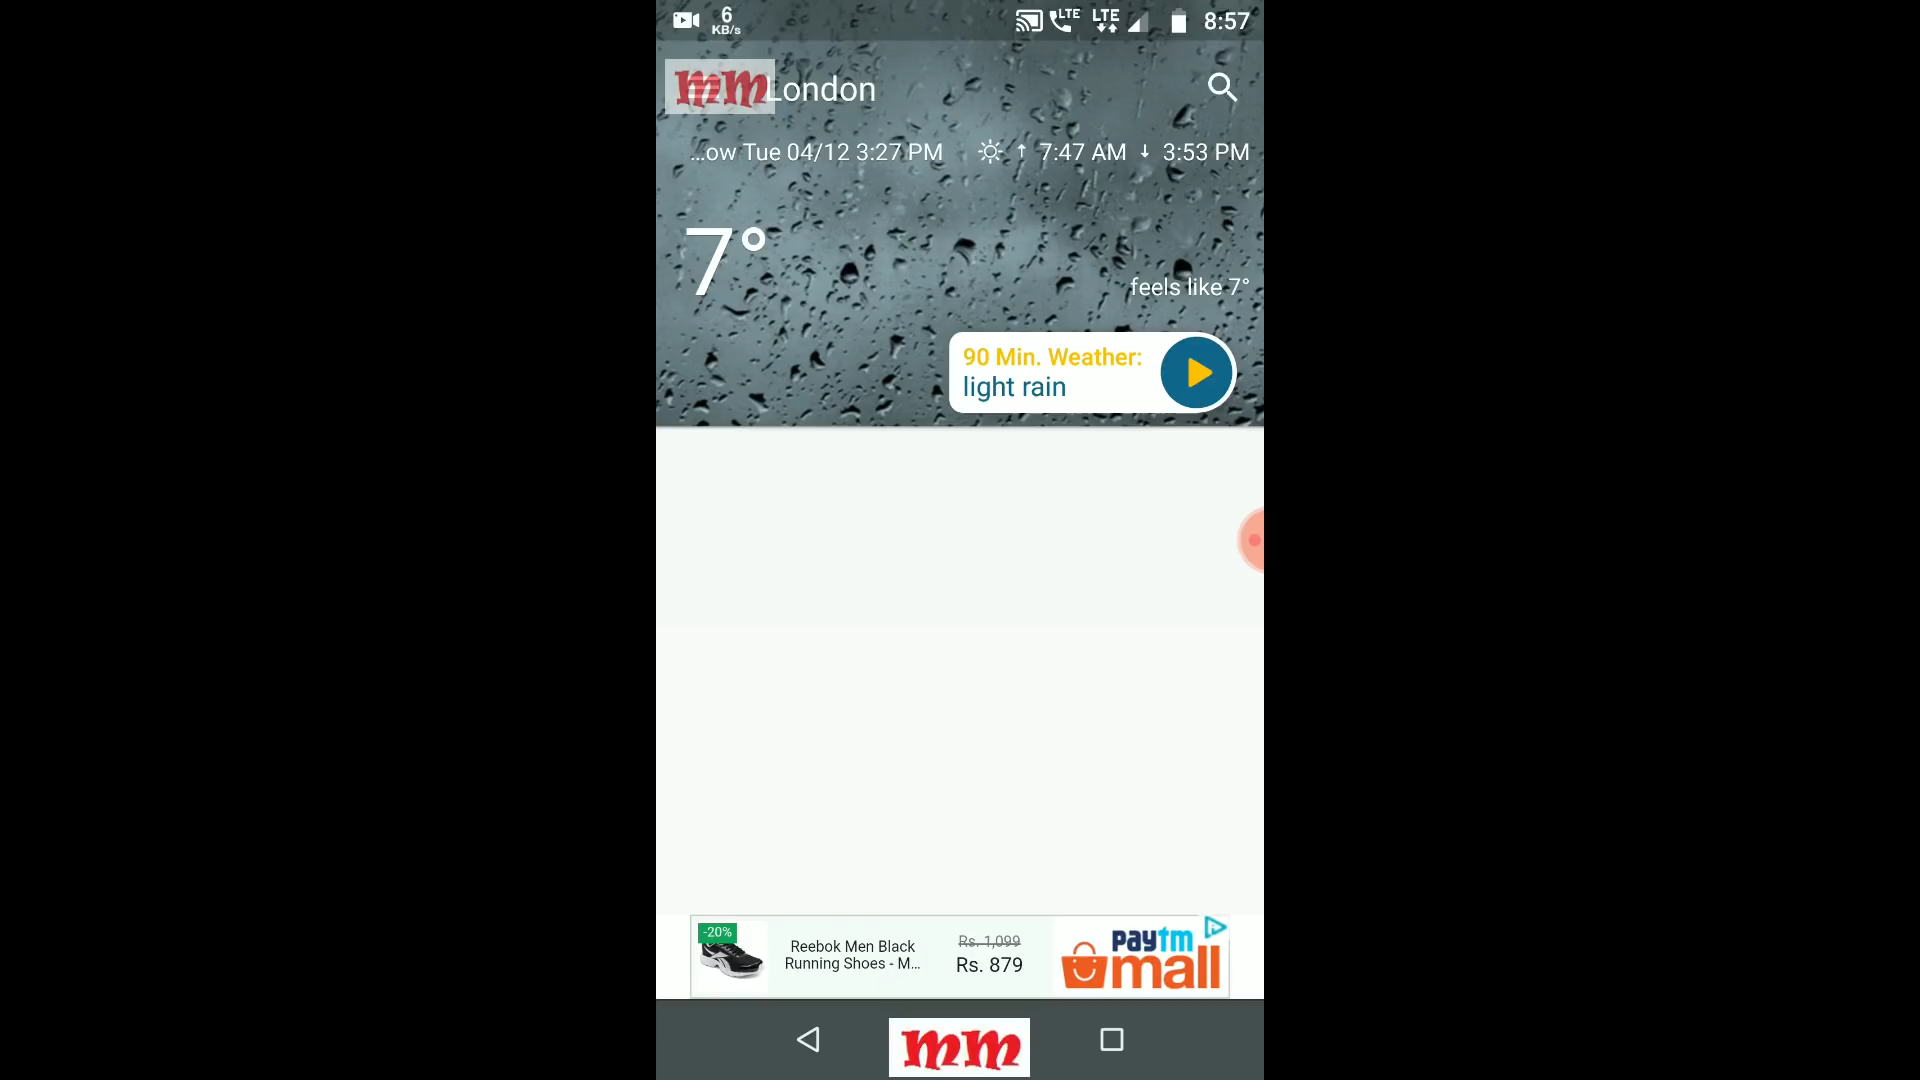 6
KB/s
LTE
LTE
8:57
mm
London
...ow Tue 04/12 3:27 PM
↑ 7:47 AM ↓ 3:53 PM
7°
feels like 7°
90 Min. Weather:
light rain
-20%
Reebok Men Black
Running Shoes - M...
Rs. 1,099
Rs. 879
paytm
mall
mm